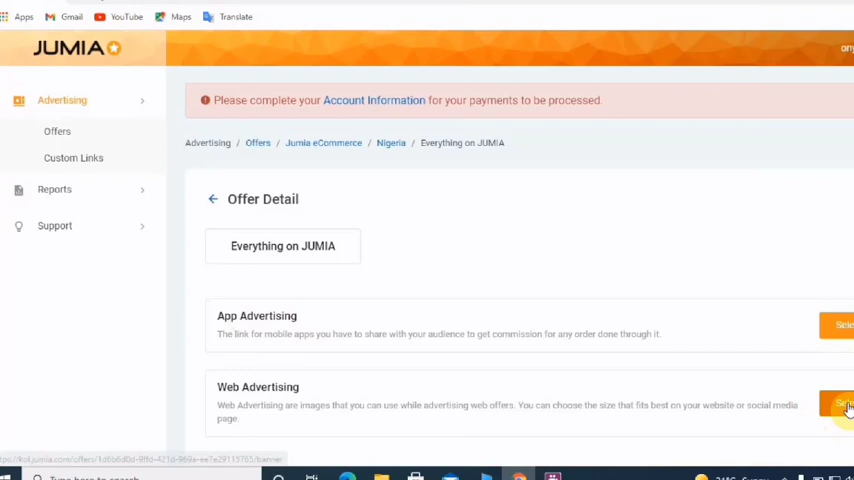 Apps Gmail YouTube Maps Translate
JUMIA
Advertising
Offers
Custom Links
Reports
Support
Please complete your Account Information for your payments to be processed.
Advertising / Offers / Jumia eCommerce / Nigeria / Everything on JUMIA
Offer Detail
Everything on JUMIA
App Advertising
The link for mobile apps you have to share with your audience to get commission for any order done through it.
Web Advertising
Web Advertising are images that you can use while advertising web offers. You can choose the size that fits best on your website or social media
page.
Type here to search
Sunny